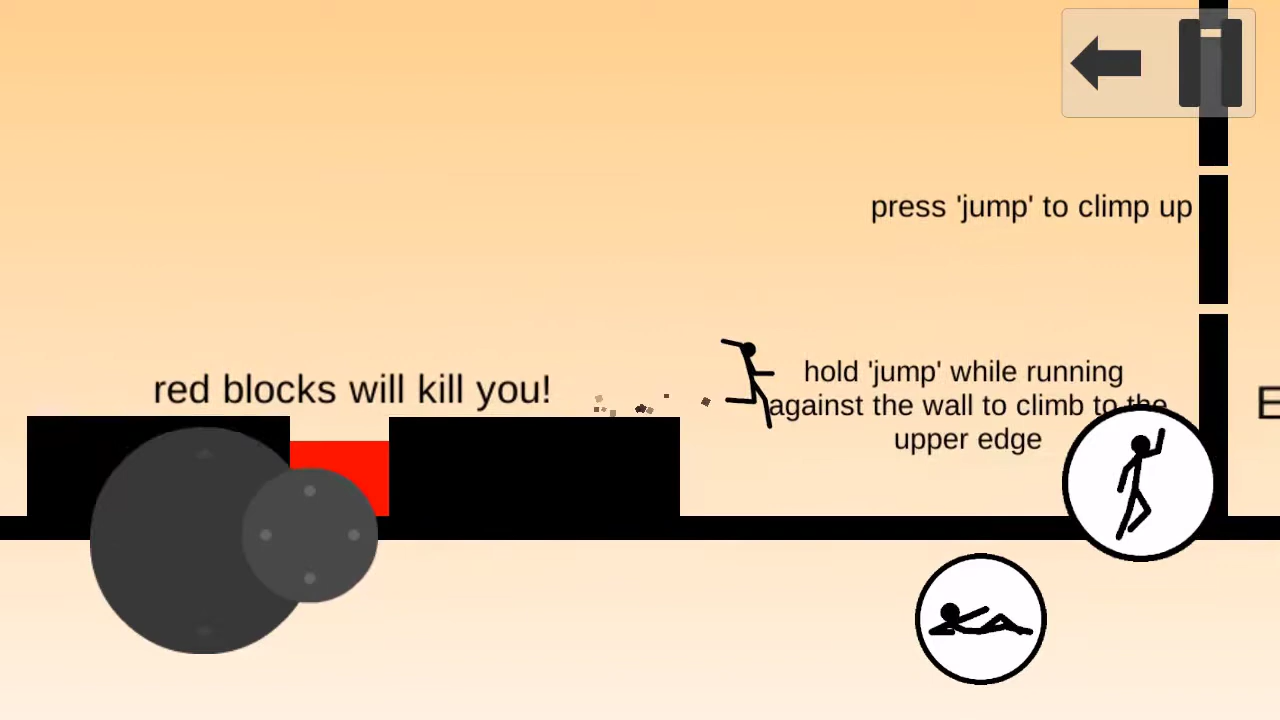 press 'jump' to climp up
red blocks will kill you!
hold 'jump' while running
against the wall to climb to the
upper edge
E